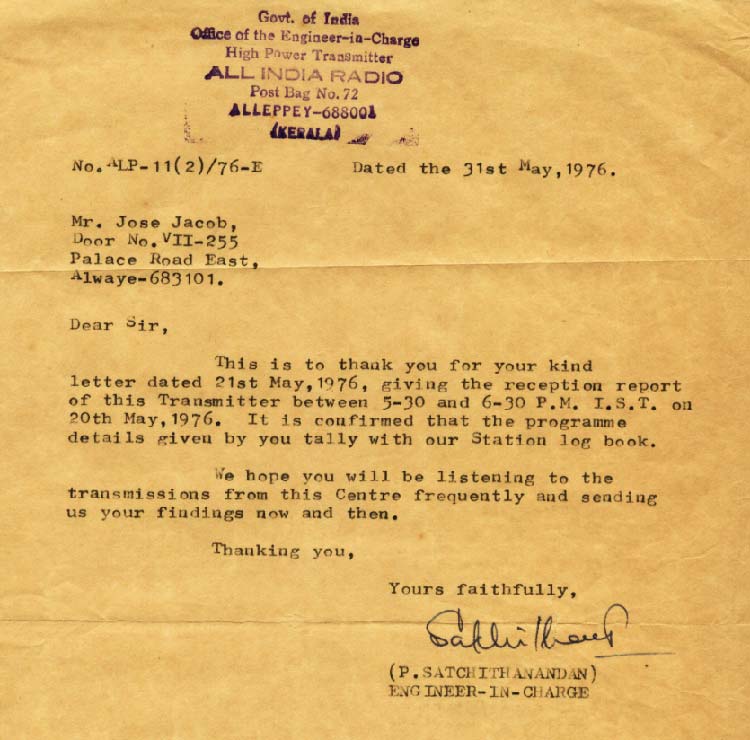 Govt. of India
Office of the Engineer-in-Charge
High Power Transmitter
ALL INDIA RADIO
Post Bag No. 72
ALLEPPEY-688001
(KERALA)
No. ALP-11(2)/76-E Dated the 31st May,1976.
Mr. Jose Jacob,
Door No. VII-255
Palace Road East,
Alwaye-683101.
Dear Sir,
This is to thank you for your kind
letter dated 21st May,1976, giving the reception report
of this Transmitter between 5-30 and 6-30 P.M. I.S.T. on
20th May,1976. It is confirmed that the programme
details given by you tally with our Station log book.
We hope you will be listening to the
transmissions from this Centre frequently and sending
us your findings now and then.
Thanking you,
Yours faithfully,
(P.SATCHITHANANDAN)
ENGINEER-IN-CHARGE